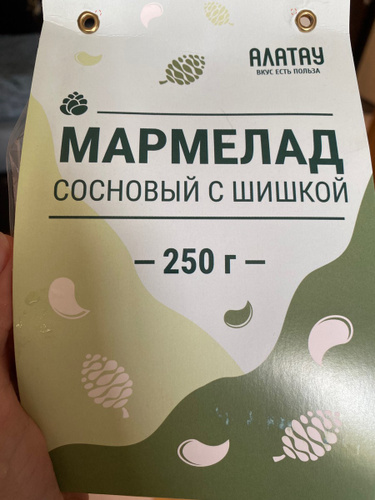 АЛАТАУ
ВКУС ЕСТЬ ПОЛЬЗА
МАРМЕЛАД
СОСНОВЫЙ С ШИШКОЙ
— 250 г —